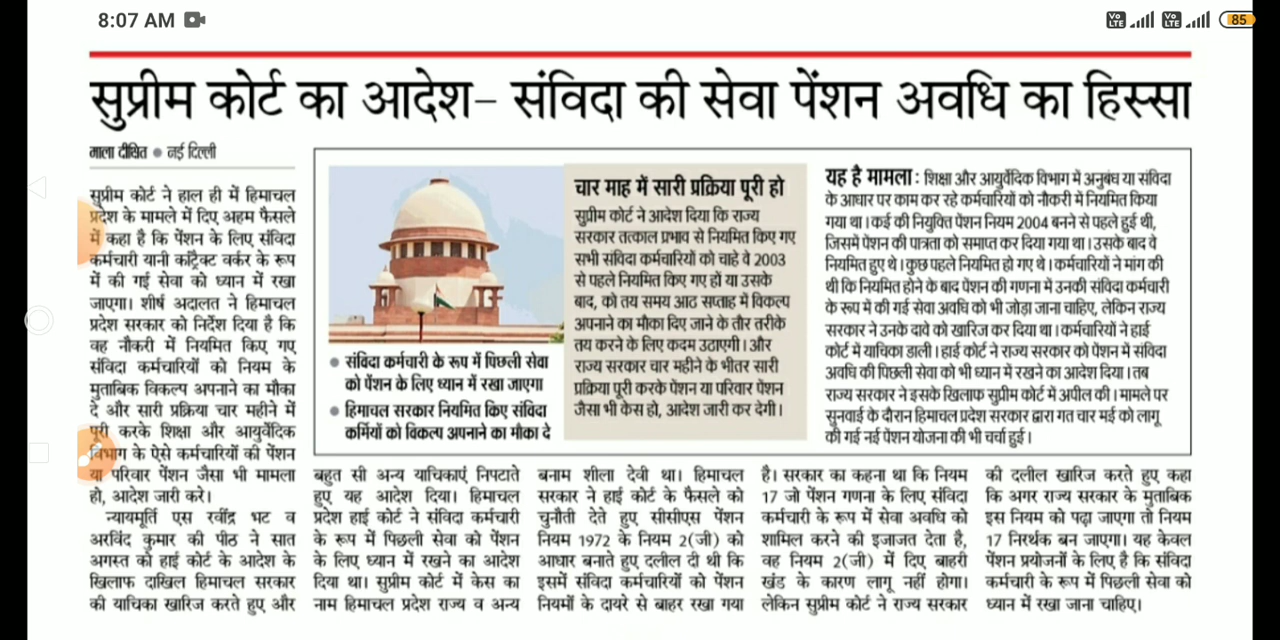 8:07 AM
Vo LTE
Vo LTE
85
सुप्रीम कोर्ट का आदेश- संविदा की सेवा पेंशन अवधि का हिस्सा
माला दीक्षित ● नई दिल्ली
सुप्रीम कोर्ट ने हाल ही में हिमाचल
प्रदेश के मामले में दिए अहम फैसले
में कहा है कि पेंशन के लिए संविदा
कर्मचारी यानी कांट्रैक्ट वर्कर के रूप
में की गई सेवा को ध्यान में रखा
जाएगा। शीर्ष अदालत ने हिमाचल
प्रदेश सरकार को निर्देश दिया है कि
वह नौकरी में नियमित किए गए
संविदा कर्मचारियों को नियम के
मुताबिक विकल्प अपनाने का मौका
दे और सारी प्रक्रिया चार महीने में
पूरी करके शिक्षा और आयुर्वेदिक
विभाग के ऐसे कर्मचारियों की पेंशन
या परिवार पेंशन जैसा भी मामला
हो, आदेश जारी करे।
न्यायमूर्ति एस रवींद्र भट व
अरविंद कुमार की पीठ ने सात
अगस्त को हाई कोर्ट के आदेश के
खिलाफ दाखिल हिमाचल सरकार
की याचिका खारिज करते हुए और
● संविदा कर्मचारी के रूप में पिछली सेवा
को पेंशन के लिए ध्यान में रखा जाएगा
● हिमाचल सरकार नियमित किए संविदा
कर्मियों को विकल्प अपनाने का मौका दे
चार माह में सारी प्रक्रिया पूरी हो
सुप्रीम कोर्ट ने आदेश दिया कि राज्य
सरकार तत्काल प्रभाव से नियमित किए गए
सभी संविदा कर्मचारियों को चाहे वे 2003
से पहले नियमित किए गए हों या उसके
बाद, को तय समय आठ सप्ताह में विकल्प
अपनाने का मौका दिए जाने के तौर तरीके
तय करने के लिए कदम उठाएगी। और
राज्य सरकार चार महीने के भीतर सारी
प्रक्रिया पूरी करके पेंशन या परिवार पेंशन
जैसा भी केस हो, आदेश जारी कर देगी।
यह है मामला : शिक्षा और आयुर्वेदिक विभाग में अनुबंध या संविदा
के आधार पर काम कर रहे कर्मचारियों को नौकरी में नियमित किया
गया था। कई की नियुक्ति पेंशन नियम 2004 बनने से पहले हुई थी,
जिसमें पेंशन की पात्रता को समाप्त कर दिया गया था। उसके बाद वे
नियमित हुए थे। कुछ पहले नियमित हो गए थे। कर्मचारियों ने मांग की
थी कि नियमित होने के बाद पेंशन की गणना में उनकी संविदा कर्मचारी
के रूप में की गई सेवा अवधि को भी जोड़ा जाना चाहिए, लेकिन राज्य
सरकार ने उनके दावे को खारिज कर दिया था। कर्मचारियों ने हाई
कोर्ट में याचिका डाली। हाई कोर्ट ने राज्य सरकार को पेंशन में संविदा
अवधि की पिछली सेवा को भी ध्यान में रखने का आदेश दिया। तब
राज्य सरकार ने इसके खिलाफ सुप्रीम कोर्ट में अपील की। मामले पर
सुनवाई के दौरान हिमाचल प्रदेश सरकार द्वारा गत चार मई को लागू
की गई नई पेंशन योजना की भी चर्चा हुई।
बहुत सी अन्य याचिकाएं निपटाते
हुए यह आदेश दिया। हिमाचल
प्रदेश हाई कोर्ट ने संविदा कर्मचारी
के रूप में पिछली सेवा को पेंशन
के लिए ध्यान में रखने का आदेश
दिया था। सुप्रीम कोर्ट में केस का
नाम हिमाचल प्रदेश राज्य व अन्य
बनाम शीला देवी था। हिमाचल
सरकार ने हाई कोर्ट के फैसले को
चुनौती देते हुए सीसीएस पेंशन
नियम 1972 के नियम 2(जी) को
आधार बनाते हुए दलील दी थी कि
इसमें संविदा कर्मचारियों को पेंशन
नियमों के दायरे से बाहर रखा गया
है। सरकार का कहना था कि नियम
17 जो पेंशन गणना के लिए संविदा
कर्मचारी के रूप में सेवा अवधि को
शामिल करने की इजाजत देता है,
वह नियम 2(जी) में दिए बाहरी
खंड के कारण लागू नहीं होगा।
लेकिन सुप्रीम कोर्ट ने राज्य सरकार
की दलील खारिज करते हुए कहा
कि अगर राज्य सरकार के मुताबिक
इस नियम को पढ़ा जाएगा तो नियम
17 निरर्थक बन जाएगा। यह केवल
पेंशन प्रयोजनों के लिए है कि संविदा
कर्मचारी के रूप में पिछली सेवा को
ध्यान में रखा जाना चाहिए।